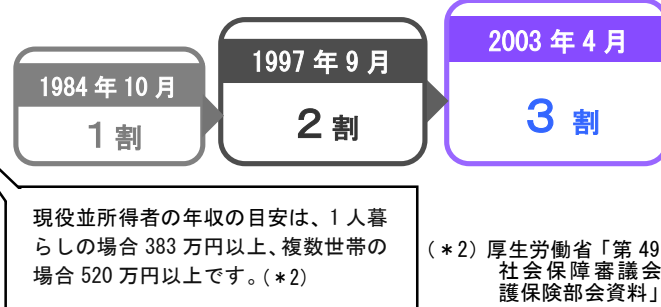 1984 年 10 月
1 割
1997 年 9 月
2 割
2003 年 4 月
3 割
現役並所得者の年収の目安は、1 人暮
らしの場合 383 万円以上、複数世帯の
場合 520 万円以上です。(*2)
(*2) 厚生労働省「第 49
社会保障審議会
護保険部会資料」